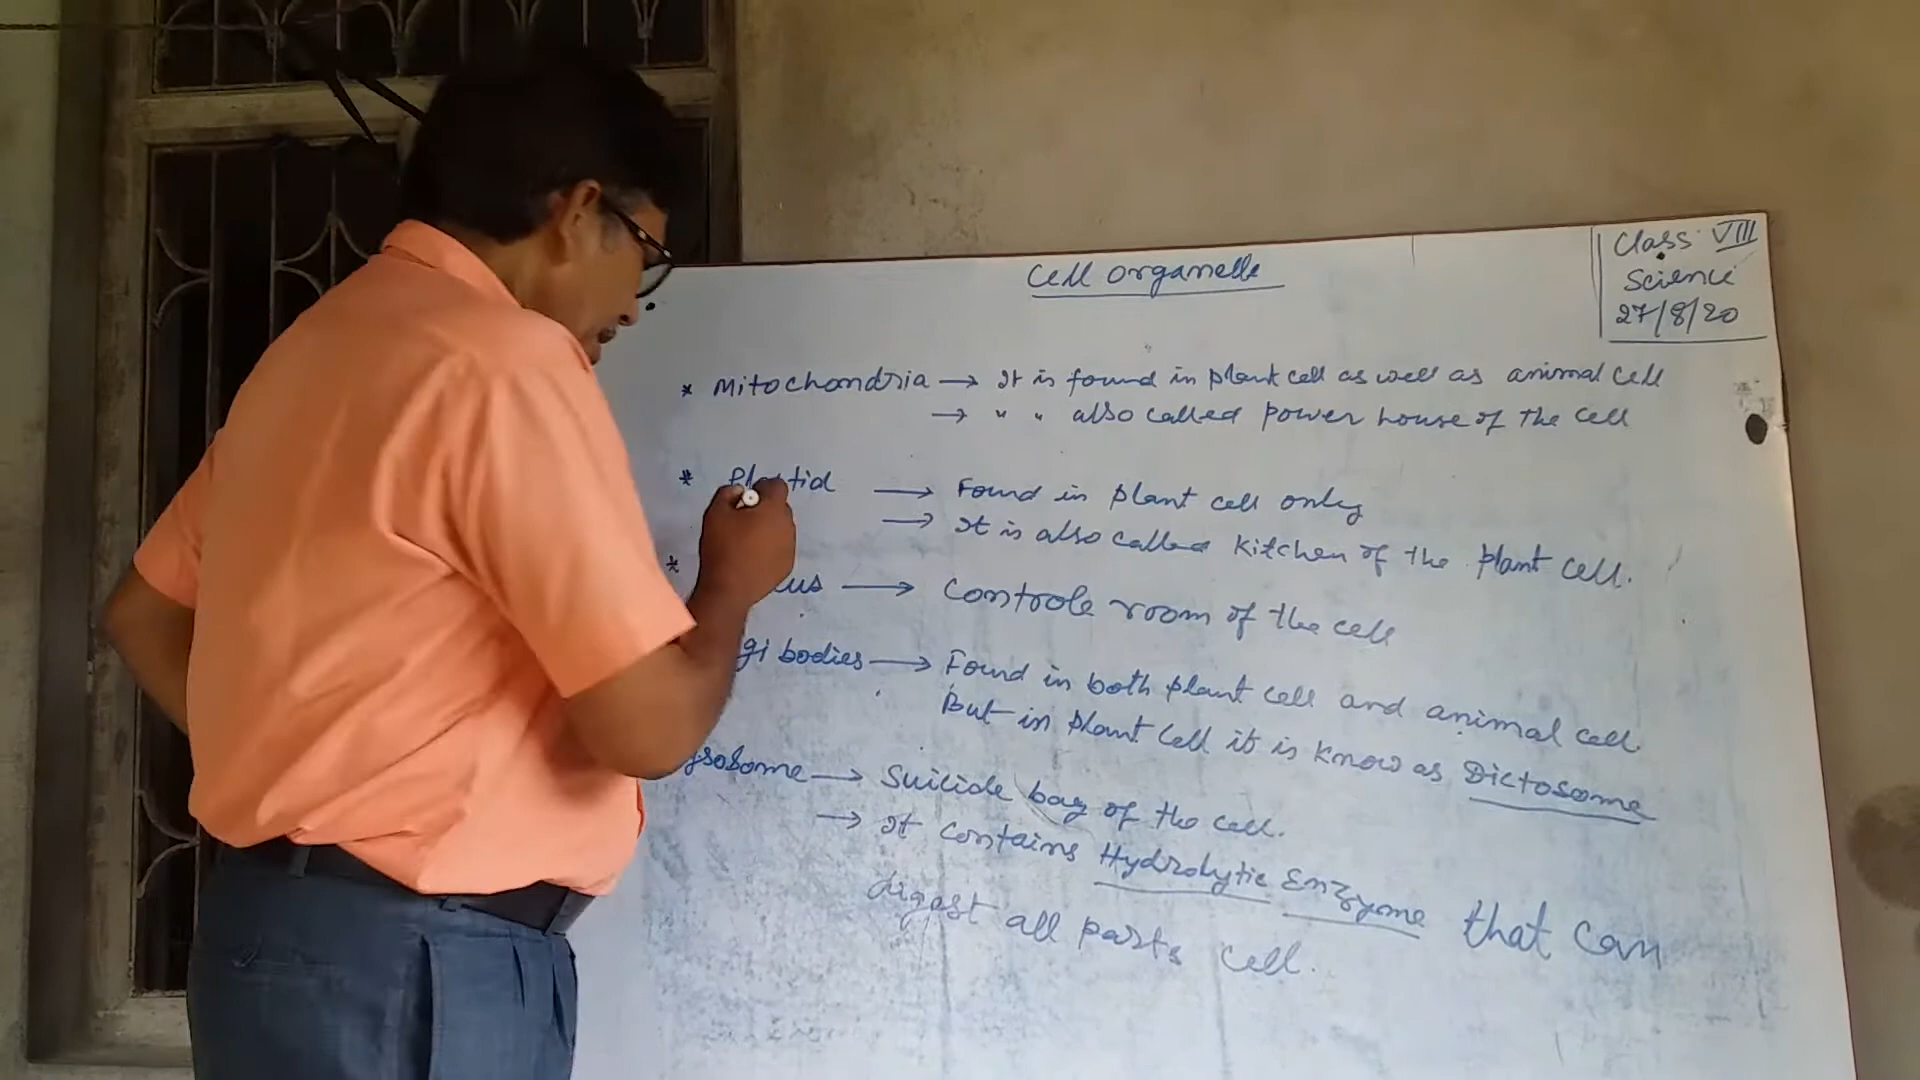 Class VIII
Science
27/8/20
Cell Organelle
* Mitochondria → It is found in plant cell as well as animal cell
→ " " also called power house of the cell
* Plastid → Found in plant cell only
→ It is also called Kitchen of the plant cell.
* → Controle room of the cell
bodies → Found in both plant cell and animal cell
But in plant cell it is know as Dictosome
→ Suicide bag of the cell.
→ It contains Hydrolytic Enzyme that can
digest all parts cell.